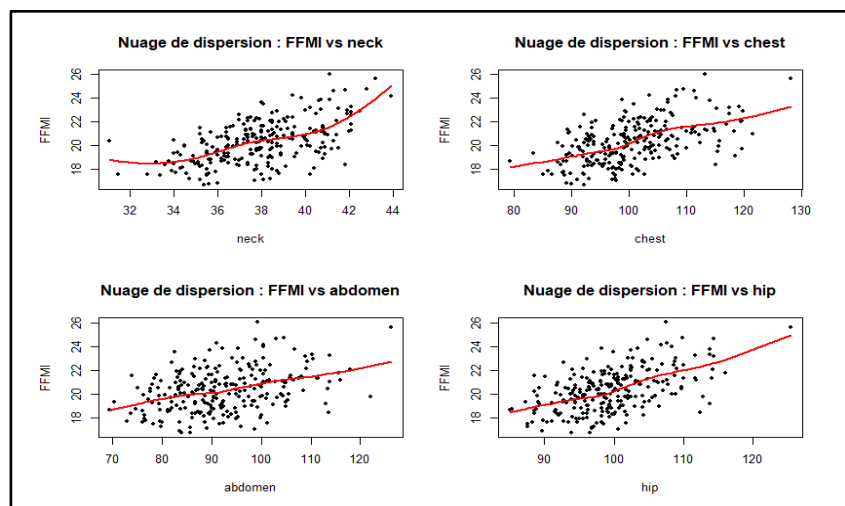 Nuage de dispersion : FFMI vs neck
FFMI
18 20 22 24 26
32 34 36 38 40 42 44
neck
Nuage de dispersion : FFMI vs chest
FFMI
18 20 22 24 26
80 90 100 110 120 130
chest
Nuage de dispersion : FFMI vs abdomen
FFMI
18 20 22 24 26
70 80 90 100 110 120
abdomen
Nuage de dispersion : FFMI vs hip
FFMI
18 20 22 24 26
90 100 110 120
hip